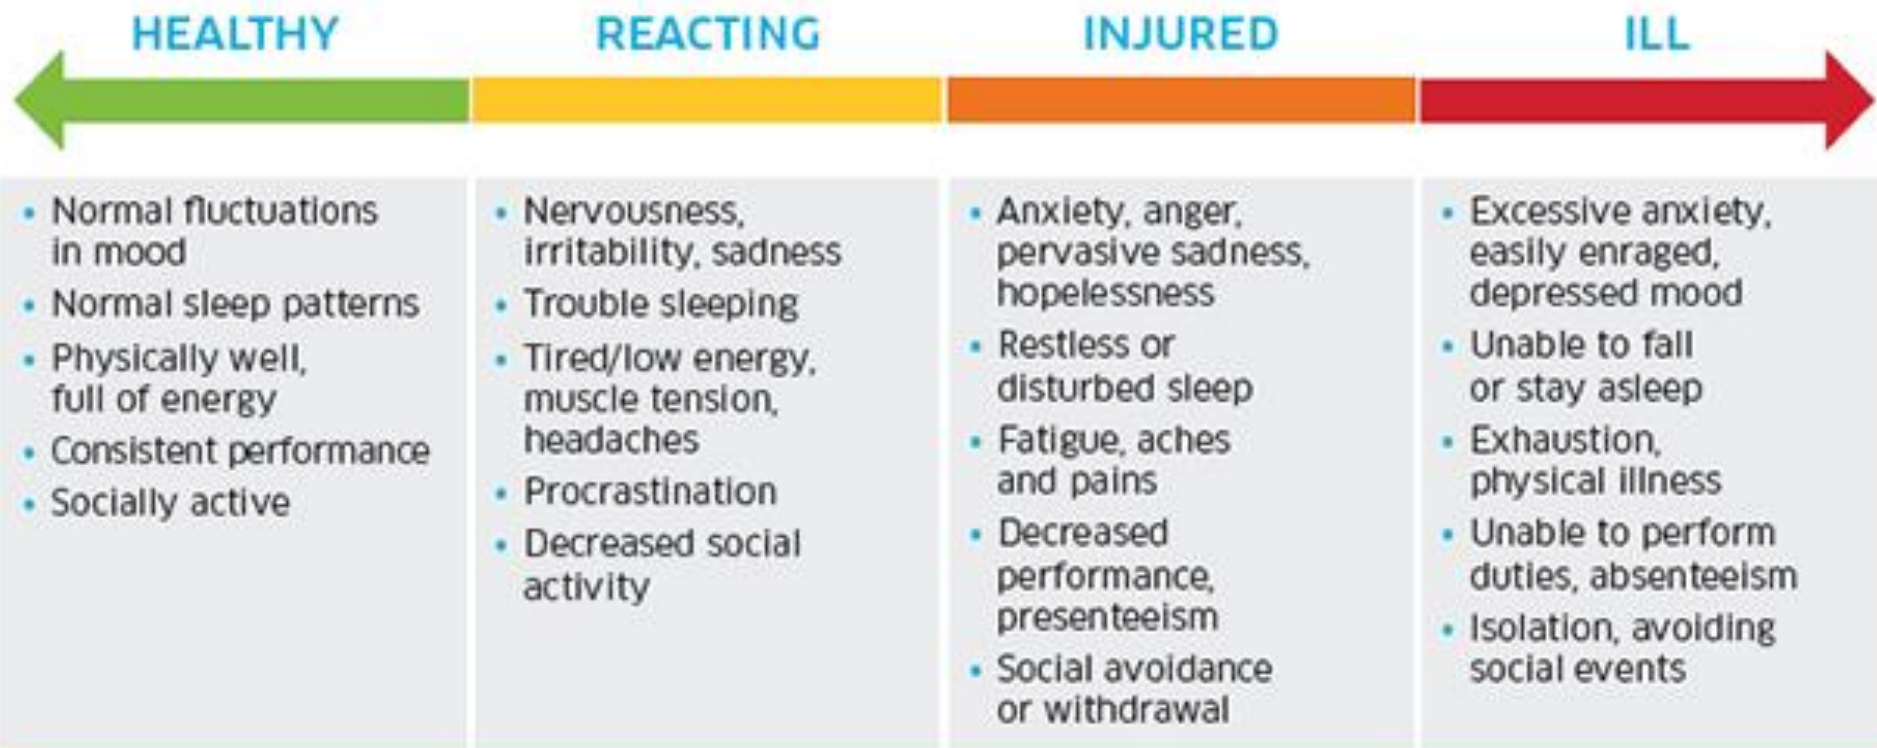 HEALTHY
REACTING
INJURED
ILL
• Normal fluctuations
in mood
• Normal sleep patterns
• Physically well,
full of energy
• Consistent performance
• Socially active
• Nervousness,
irritability, sadness
• Trouble sleeping
• Tired/low energy,
muscle tension,
headaches
• Procrastination
• Decreased social
activity
• Anxiety, anger,
pervasive sadness,
hopelessness
• Restless or
disturbed sleep
• Fatigue, aches
and pains
• Decreased
performance,
presenteeism
• Social avoidance
or withdrawal
• Excessive anxiety,
easily enraged,
depressed mood
• Unable to fall
or stay asleep
• Exhaustion,
physical illness
• Unable to perform
duties, absenteeism
• Isolation, avoiding
social events